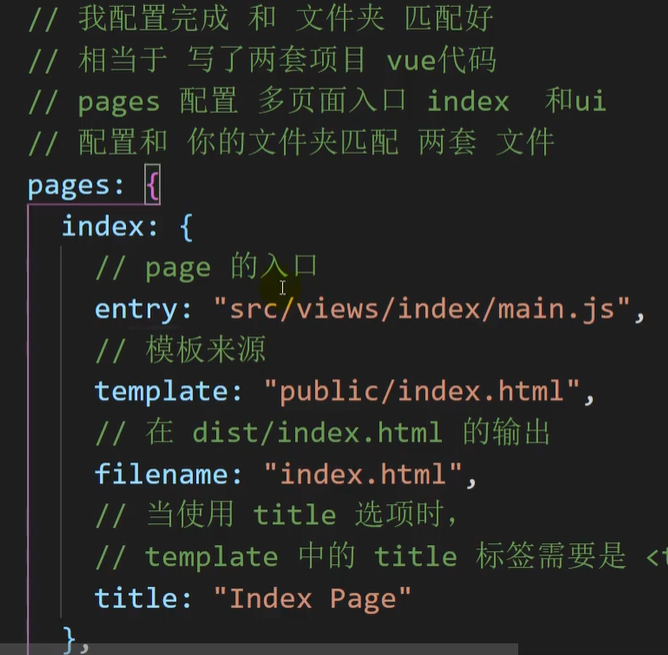 // 我配置完成 和 文件夹 匹配好
// 相当于 写了两套项目 vue代码
// pages 配置 多页面入口 index  和ui
// 配置和 你的文件夹匹配 两套 文件
pages: {
index: {
// page 的入口
entry: "src/views/index/main.js",
// 模板来源
template: "public/index.html",
// 在 dist/index.html 的输出
filename: "index.html",
// 当使用 title 选项时，
// template 中的 title 标签需要是 <t
title: "Index Page"
},